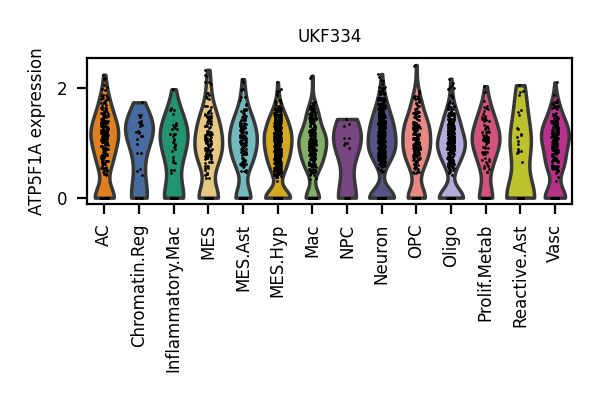 UKF334
ATP5F1A expression
2
0
AC
Chromatin.Reg
Inflammatory.Mac
MES
MES.Ast
MES.Hyp
Mac
NPC
Neuron
OPC
Oligo
Prolif.Metab
Reactive.Ast
Vasc